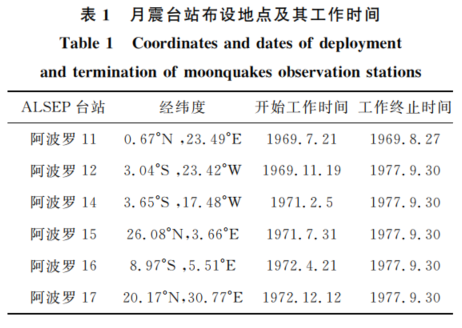 表 1 月震台站布设地点及其工作时间
Table 1 Coordinates and dates of deployment
and termination of moonquakes observation stations
ALSEP 台站 经纬度 开始工作时间 工作终止时间
阿波罗 11 0.67°N ,23.49°E 1969.7.21 1969.8.27
阿波罗 12 3.04°S ,23.42°W 1969.11.19 1977.9.30
阿波罗 14 3.65°S ,17.48°W 1971.2.5 1977.9.30
阿波罗 15 26.08°N,3.66°E 1971.7.31 1977.9.30
阿波罗 16 8.97°S ,5.51°E 1972.4.21 1977.9.30
阿波罗 17 20.17°N,30.77°E 1972.12.12 1977.9.30